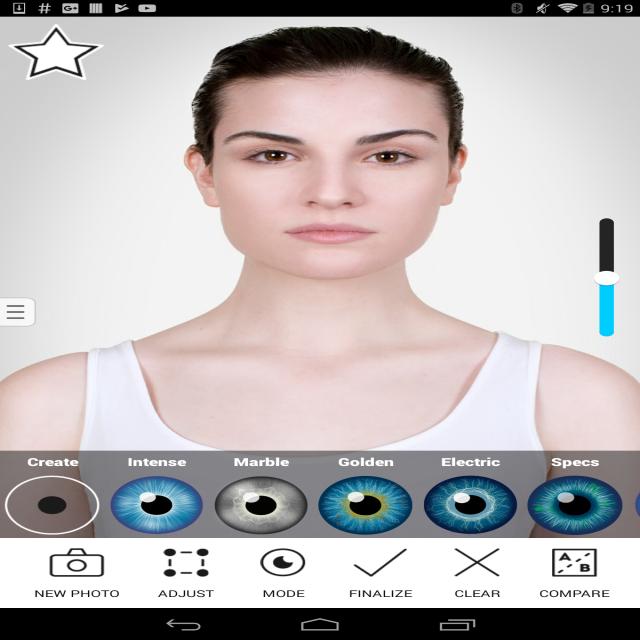 9:19
Create Intense Marble Golden Electric Specs
A
B
NEW PHOTO ADJUST MODE FINALIZE CLEAR COMPARE